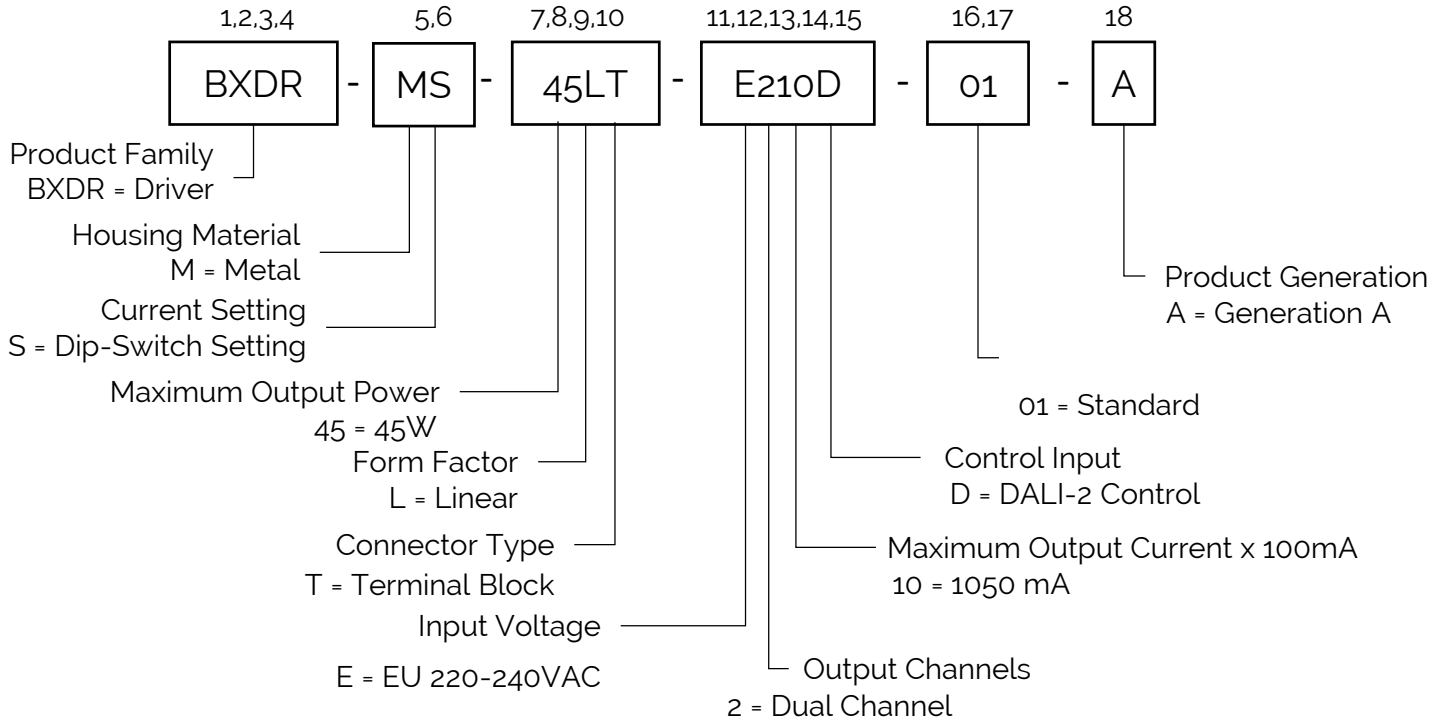 1,2,3,4 5,6 7,8,9,10 11,12,13,14,15 16,17 18
BXDR - MS - 45LT - E210D - 01 - A
Product Family
BXDR = Driver
Housing Material
M = Metal
Current Setting
S = Dip-Switch Setting
Maximum Output Power
45 = 45W
Form Factor
L = Linear
Connector Type
T = Terminal Block
Input Voltage
E = EU 220-240VAC
Output Channels
2 = Dual Channel
Maximum Output Current x 100mA
10 = 1050 mA
Control Input
D = DALI-2 Control
01 = Standard
Product Generation
A = Generation A